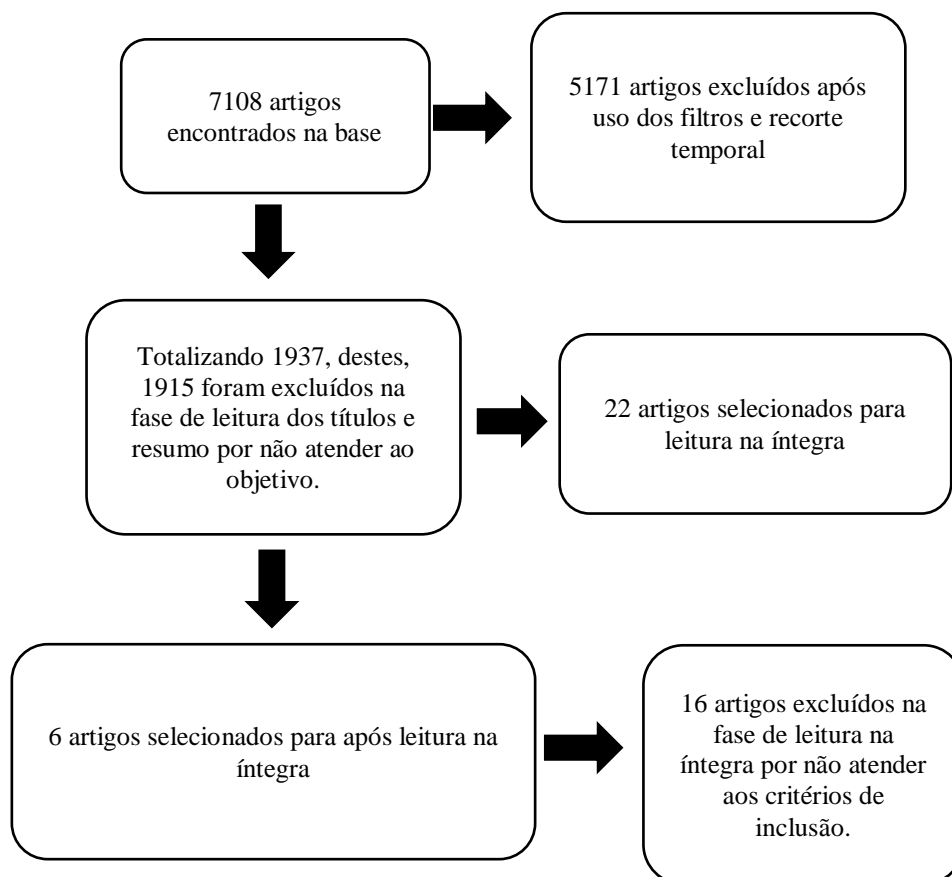 7108 artigos
encontrados na base
5171 artigos excluídos após
uso dos filtros e recorte
temporal
Totalizando 1937, destes,
1915 foram excluídos na
fase de leitura dos títulos e
resumo por não atender ao
objetivo.
22 artigos selecionados para
leitura na íntegra
6 artigos selecionados para após leitura na
íntegra
16 artigos excluídos na
fase de leitura na
íntegra por não atender
aos critérios de
inclusão.